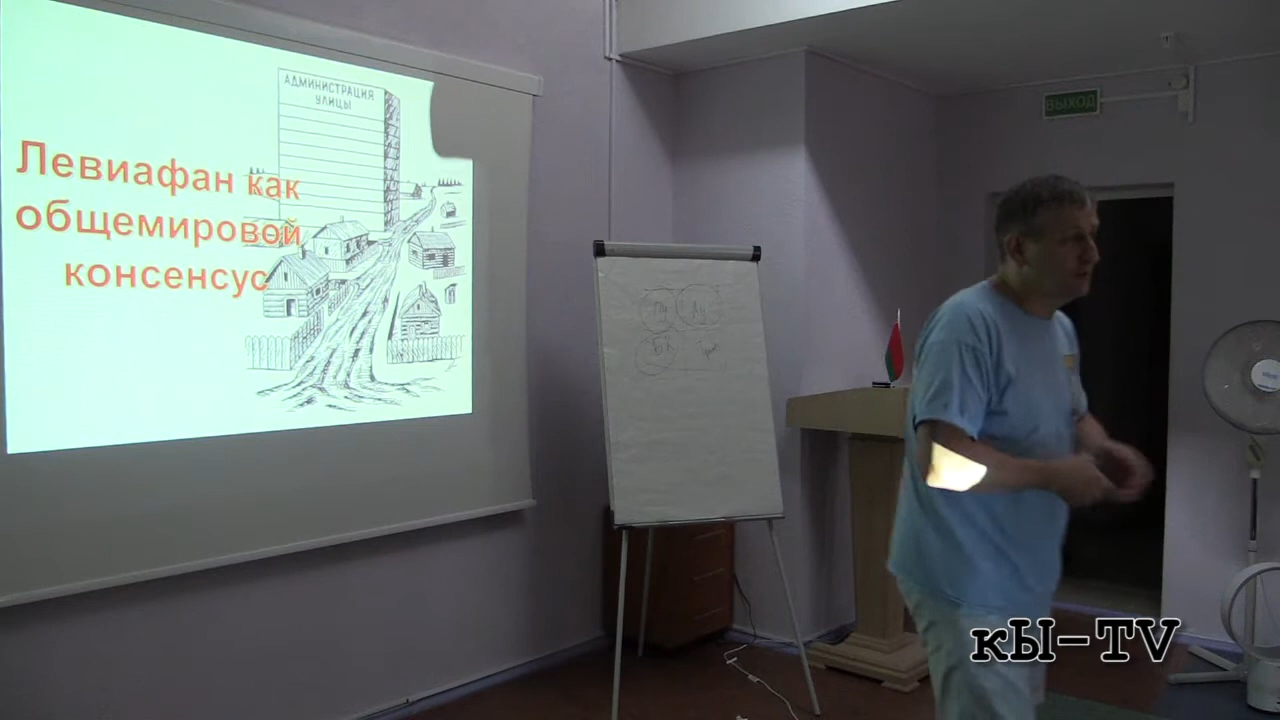 АДМИНИСТРАЦИЯ
УЛИЦЫ
Левиафан как
общемировой
консенсус
ВЫХОД
кЫ-TV